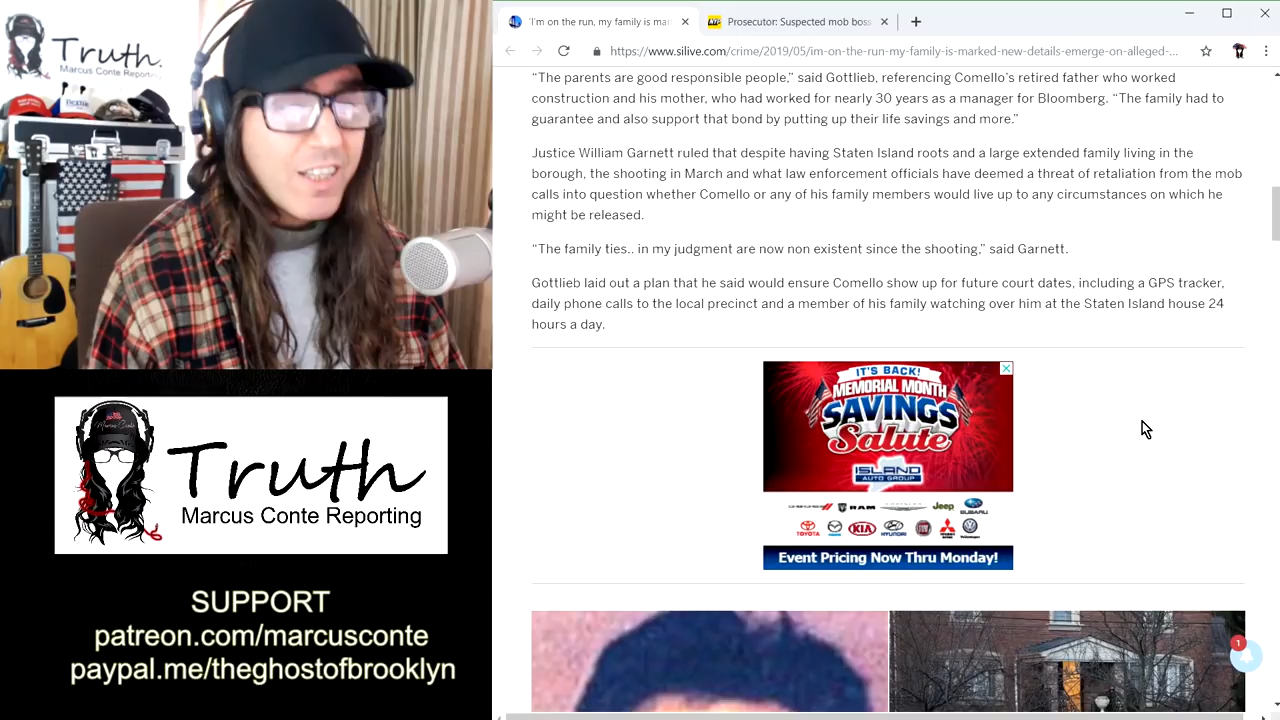 Truth.
Marcus Conte Reporting
'I'm on the run, my family is mar
Prosecutor: Suspected mob boss
https://www.silive.com/crime/2019/05/im-on-the-run-my-family-is-marked-new-details-emerge-on-alleged-...
“The parents are good responsible people,” said Gottlieb, referencing Comello’s retired father who worked
construction and his mother, who had worked for nearly 30 years as a manager for Bloomberg. “The family had to
guarantee and also support that bond by putting up their life savings and more.”
Justice William Garnett ruled that despite having Staten Island roots and a large extended family living in the
borough, the shooting in March and what law enforcement officials have deemed a threat of retaliation from the mob
calls into question whether Comello or any of his family members would live up to any circumstances on which he
might be released.
“The family ties.. in my judgment are now non existent since the shooting,” said Garnett.
Gottlieb laid out a plan that he said would ensure Comello show up for future court dates, including a GPS tracker,
daily phone calls to the local precinct and a member of his family watching over him at the Staten Island house 24
hours a day.
IT'S BACK!
MEMORIAL MONTH
SAVINGS
Salute
ISLAND
AUTO GROUP
RAM
Jeep
SUBARU
TOYOTA
KIA
HYUNDAI
Event Pricing Now Thru Monday!
1
Truth
Marcus Conte Reporting
SUPPORT
patreon.com/marcusconte
paypal.me/theghostofbrooklyn